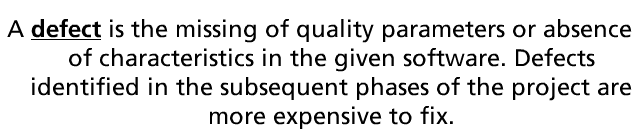 A defect is the missing of quality parameters or absence
of characteristics in the given software. Defects
identified in the subsequent phases of the project are
more expensive to fix.